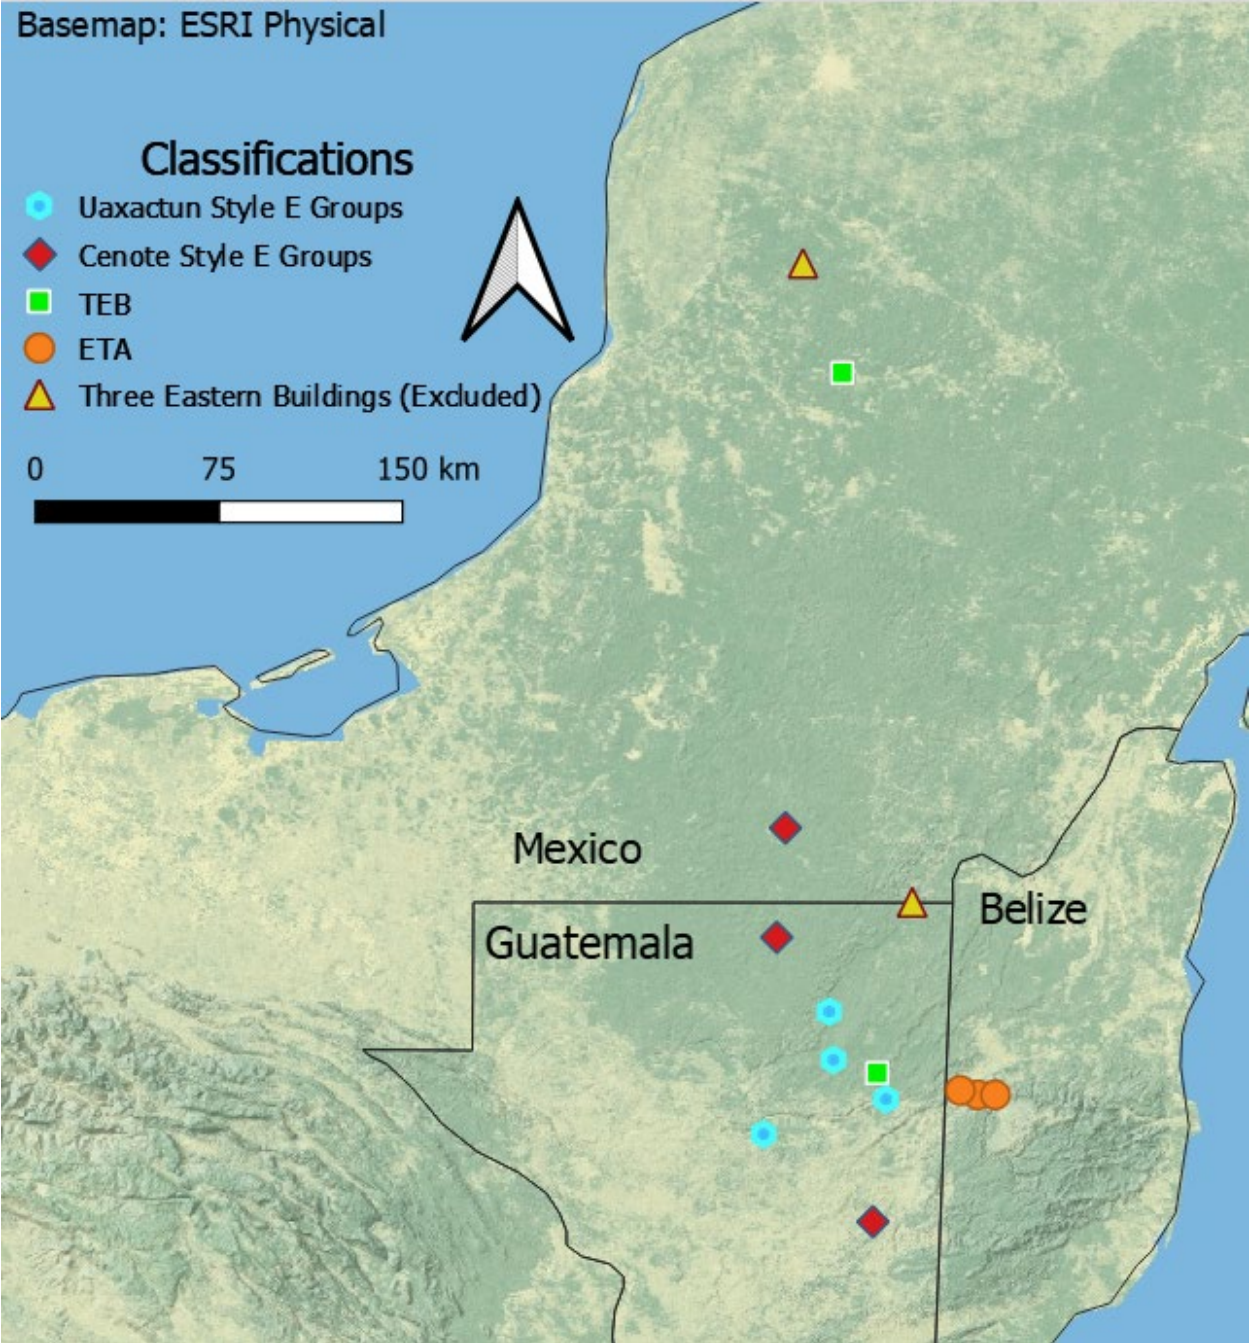 Basemap: ESRI Physical
Classifications
Uaxactun Style E Groups
Cenote Style E Groups
TEB
ETA
Three Eastern Buildings (Excluded)
0 75 150 km
Mexico
Belize
Guatemala